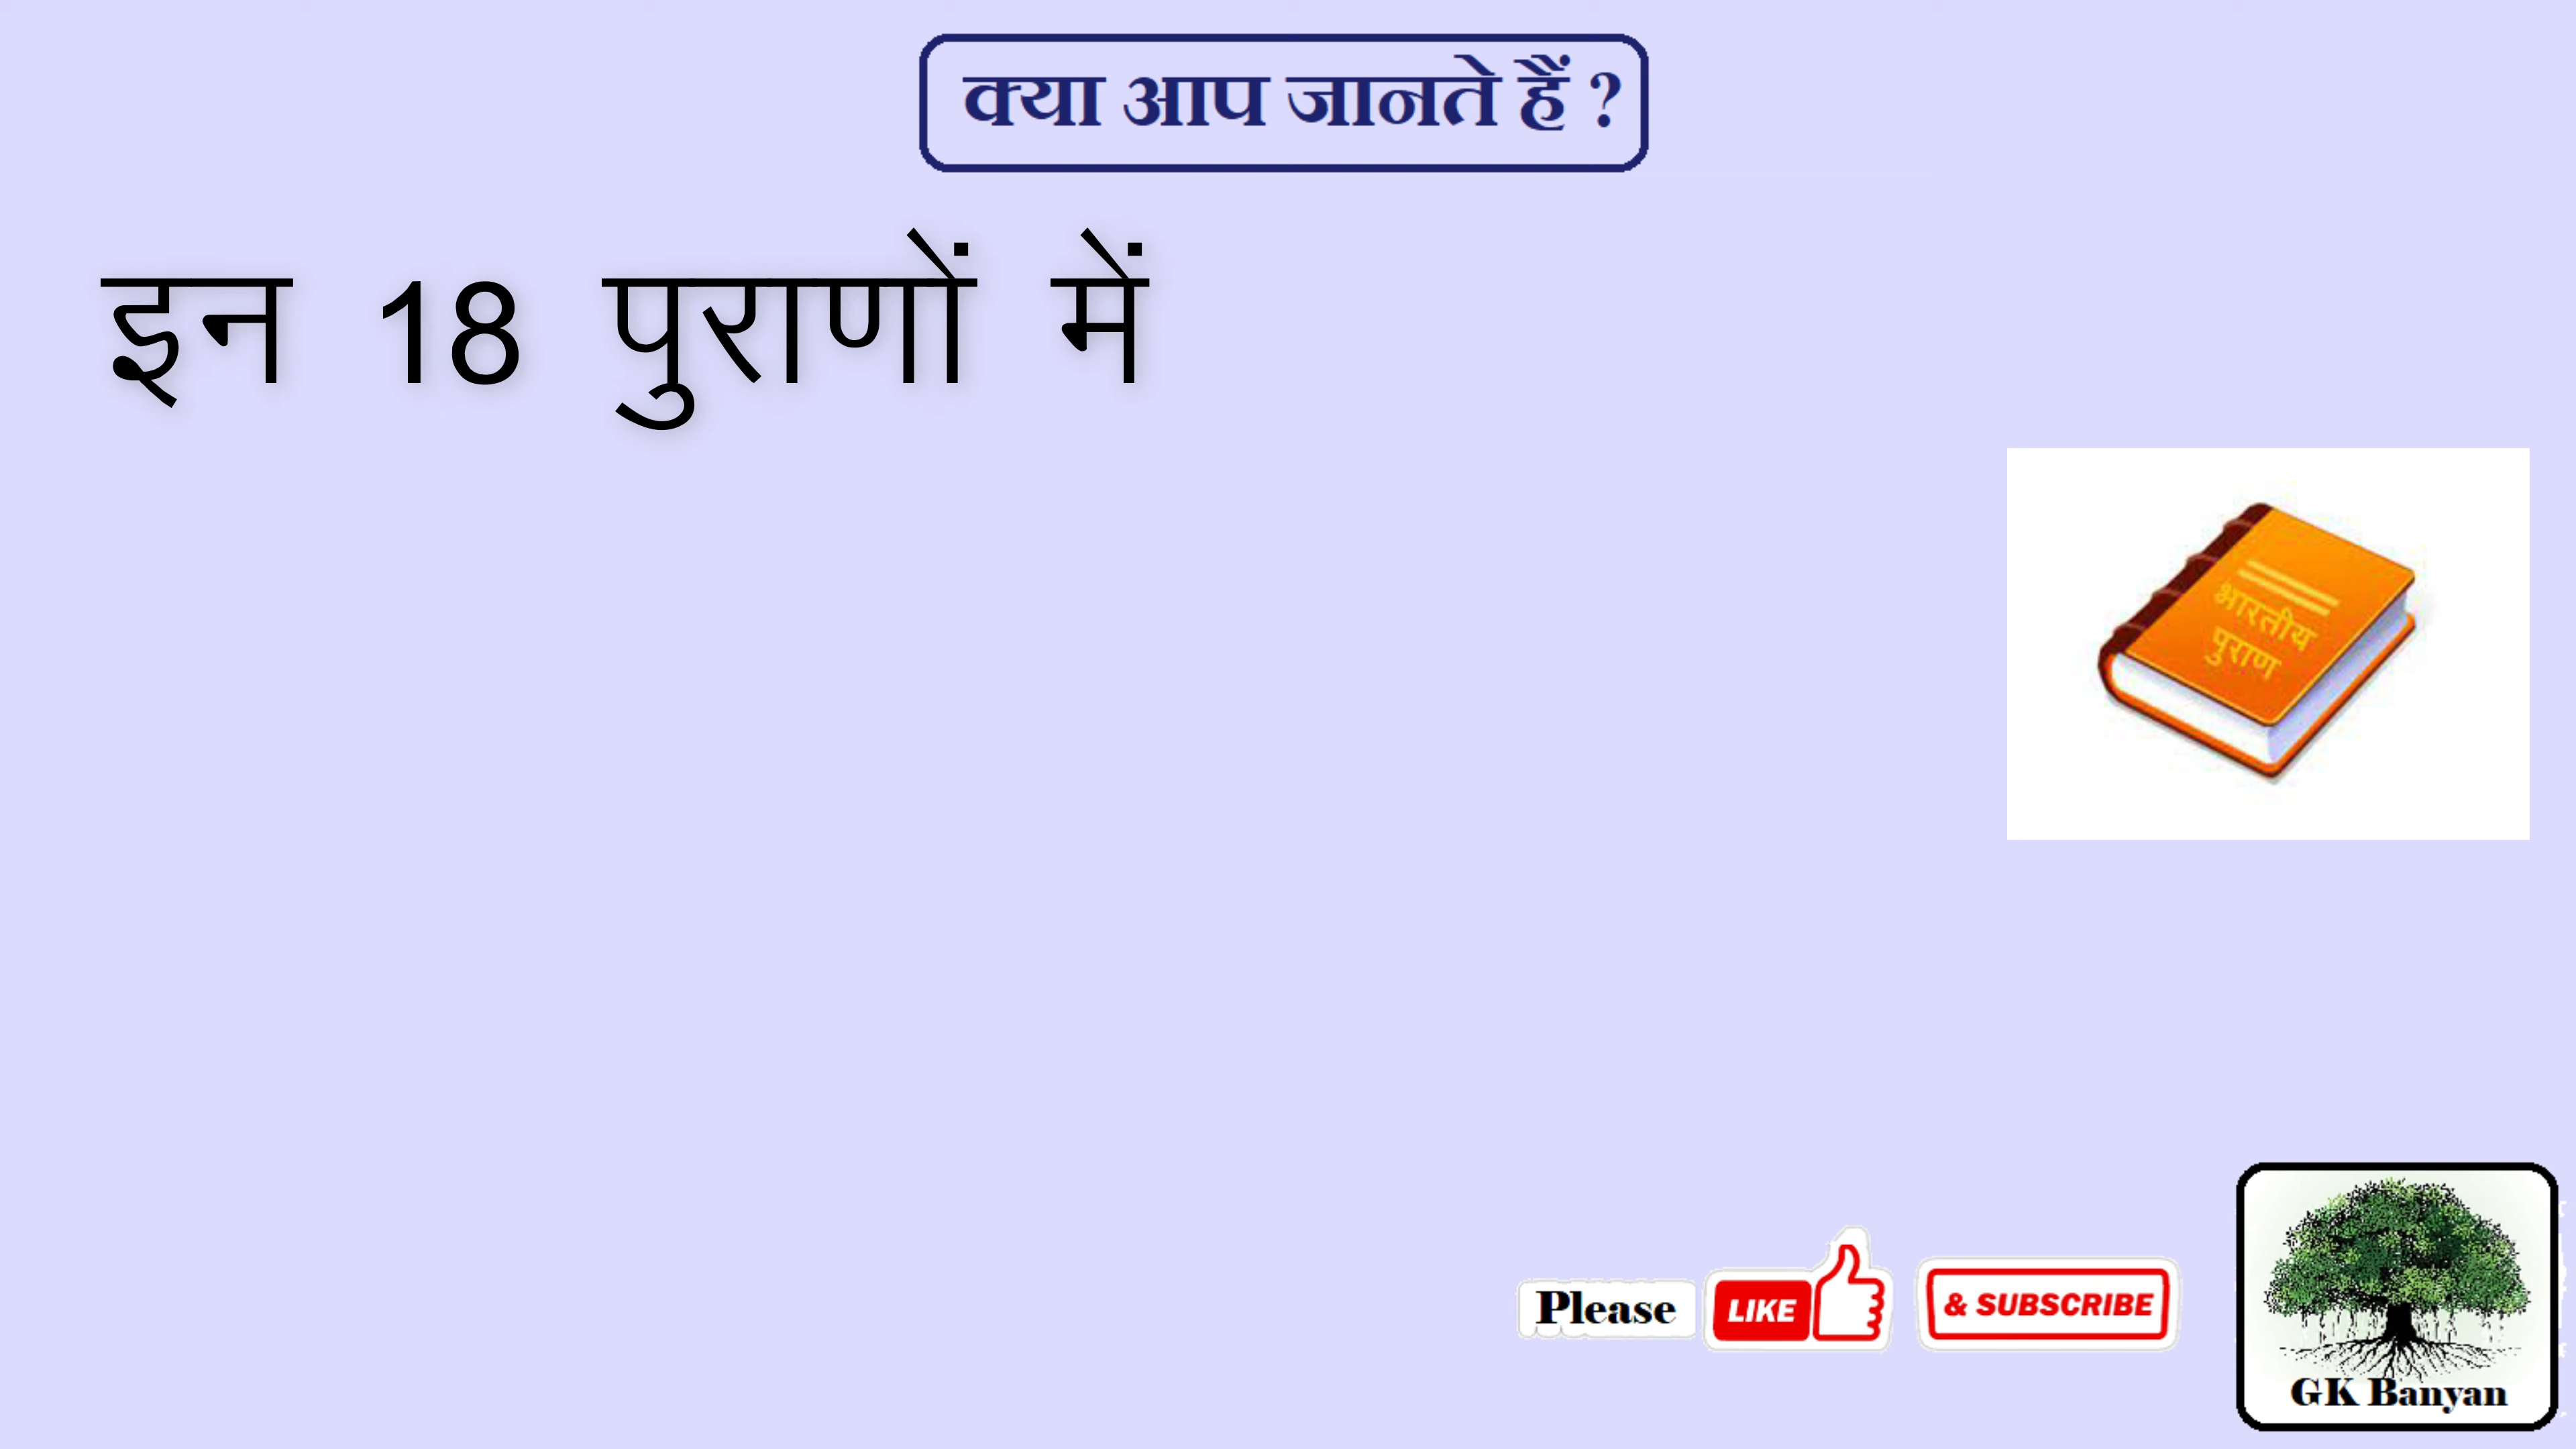 क्या आप जानते हैं ?
इन 18 पुराणों में
भारतीय
पुराण
Please LIKE & SUBSCRIBE
GK Banyan